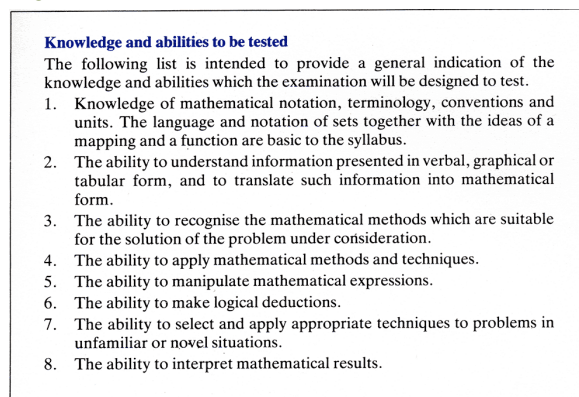 Knowledge and abilities to be tested
The following list is intended to provide a general indication of the
knowledge and abilities which the examination will be designed to test.
1. Knowledge of mathematical notation, terminology, conventions and
units. The language and notation of sets together with the ideas of a
mapping and a function are basic to the syllabus.
2. The ability to understand information presented in verbal, graphical or
tabular form, and to translate such information into mathematical
form.
3. The ability to recognise the mathematical methods which are suitable
for the solution of the problem under consideration.
4. The ability to apply mathematical methods and techniques.
5. The ability to manipulate mathematical expressions.
6. The ability to make logical deductions.
7. The ability to select and apply appropriate techniques to problems in
unfamiliar or novel situations.
8. The ability to interpret mathematical results.